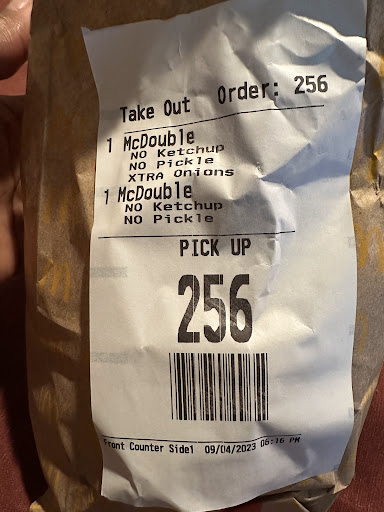 Take Out Order: 256
1 McDouble
NO Ketchup
NO Pickle
XTRA Onions
1 McDouble
NO Ketchup
NO Pickle
PICK UP
256
Front Counter Side1 09/04/2023 06:16 PM